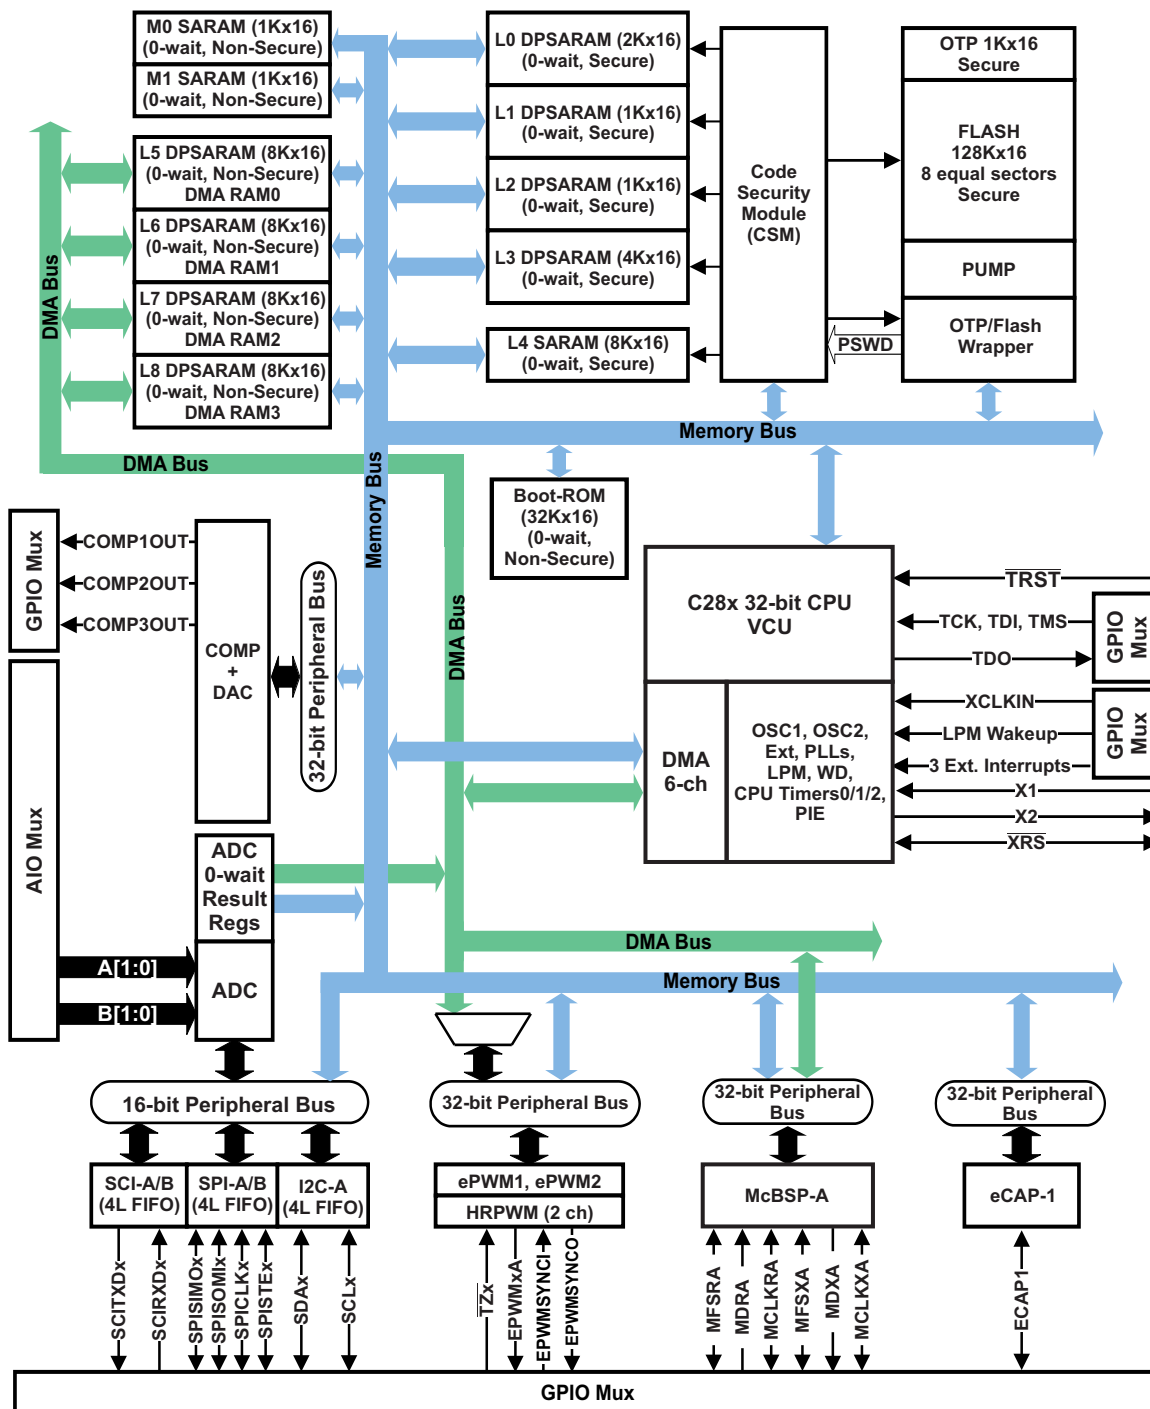 M0 SARAM (1Kx16)
(0-wait, Non-Secure)
M1 SARAM (1Kx16)
(0-wait, Non-Secure)
L5 DPSARAM (8Kx16)
(0-wait, Non-Secure)
DMA RAM0
L6 DPSARAM (8Kx16)
(0-wait, Non-Secure)
DMA RAM1
L7 DPSARAM (8Kx16)
(0-wait, Non-Secure)
DMA RAM2
L8 DPSARAM (8Kx16)
(0-wait, Non-Secure)
DMA RAM3
DMA Bus
L0 DPSARAM (2Kx16)
(0-wait, Secure)
L1 DPSARAM (1Kx16)
(0-wait, Secure)
L2 DPSARAM (1Kx16)
(0-wait, Secure)
L3 DPSARAM (4Kx16)
(0-wait, Secure)
L4 SARAM (8Kx16)
(0-wait, Secure)
Code
Security
Module
(CSM)
OTP 1Kx16
Secure
FLASH
128Kx16
8 equal sectors
Secure
PUMP
OTP/Flash
Wrapper
PSWD
Memory Bus
DMA Bus
Memory Bus
Boot-ROM
(32Kx16)
(0-wait,
Non-Secure)
GPIO Mux
COMP1OUT
COMP2OUT
COMP3OUT
COMP
+
DAC
32-bit Peripheral Bus
DMA Bus
C28x 32-bit CPU
VCU
TRST
TCK, TDI, TMS
TDO
GPIO
Mux
XCLKIN
LPM Wakeup
3 Ext. Interrupts
GPIO
Mux
X1
X2
XRS
DMA
6-ch
OSC1, OSC2,
Ext, PLLs,
LPM, WD,
CPU Timers0/1/2,
PIE
AIO Mux
ADC
0-wait
Result
Regs
A[1:0]
B[1:0]
ADC
DMA Bus
Memory Bus
16-bit Peripheral Bus
32-bit Peripheral Bus
32-bit Peripheral
Bus
32-bit Peripheral
Bus
SCI-A/B
(4L FIFO)
SPI-A/B
(4L FIFO)
I2C-A
(4L FIFO)
ePWM1, ePWM2
HRPWM (2 ch)
McBSP-A
eCAP-1
SCITXDx
SCIRXDx
SPISIMOx
SPISOMIx
SPICLKx
SPISTEx
SDAx
SCLx
TZx
EPWMxA
EPWMSYNCI
EPWMSYNCO
MFSRA
MDRA
MCLKRA
MFSXA
MDXA
MCLKXA
ECAP1
GPIO Mux